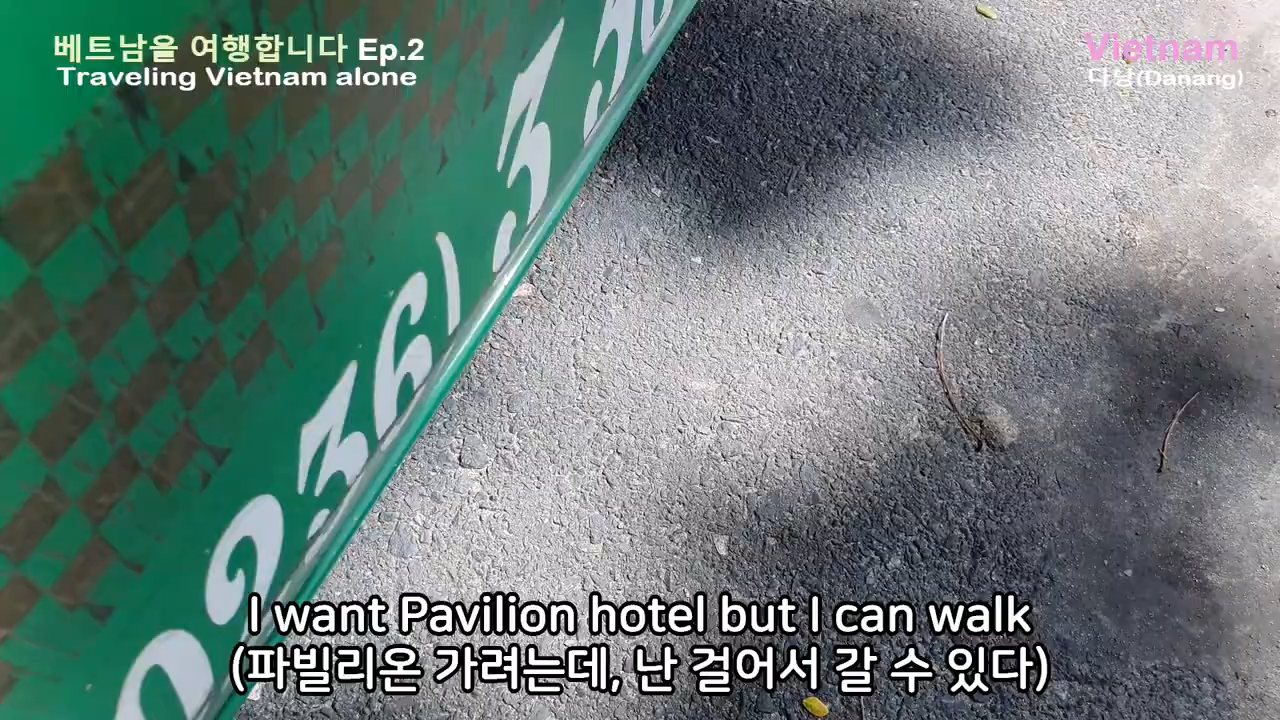 베트남을 여행합니다 Ep.2
Traveling Vietnam alone
Vietnam
다낭(Danang)
I want Pavilion hotel but I can walk
(파빌리온 가려는데, 난 걸어서 갈 수 있다)